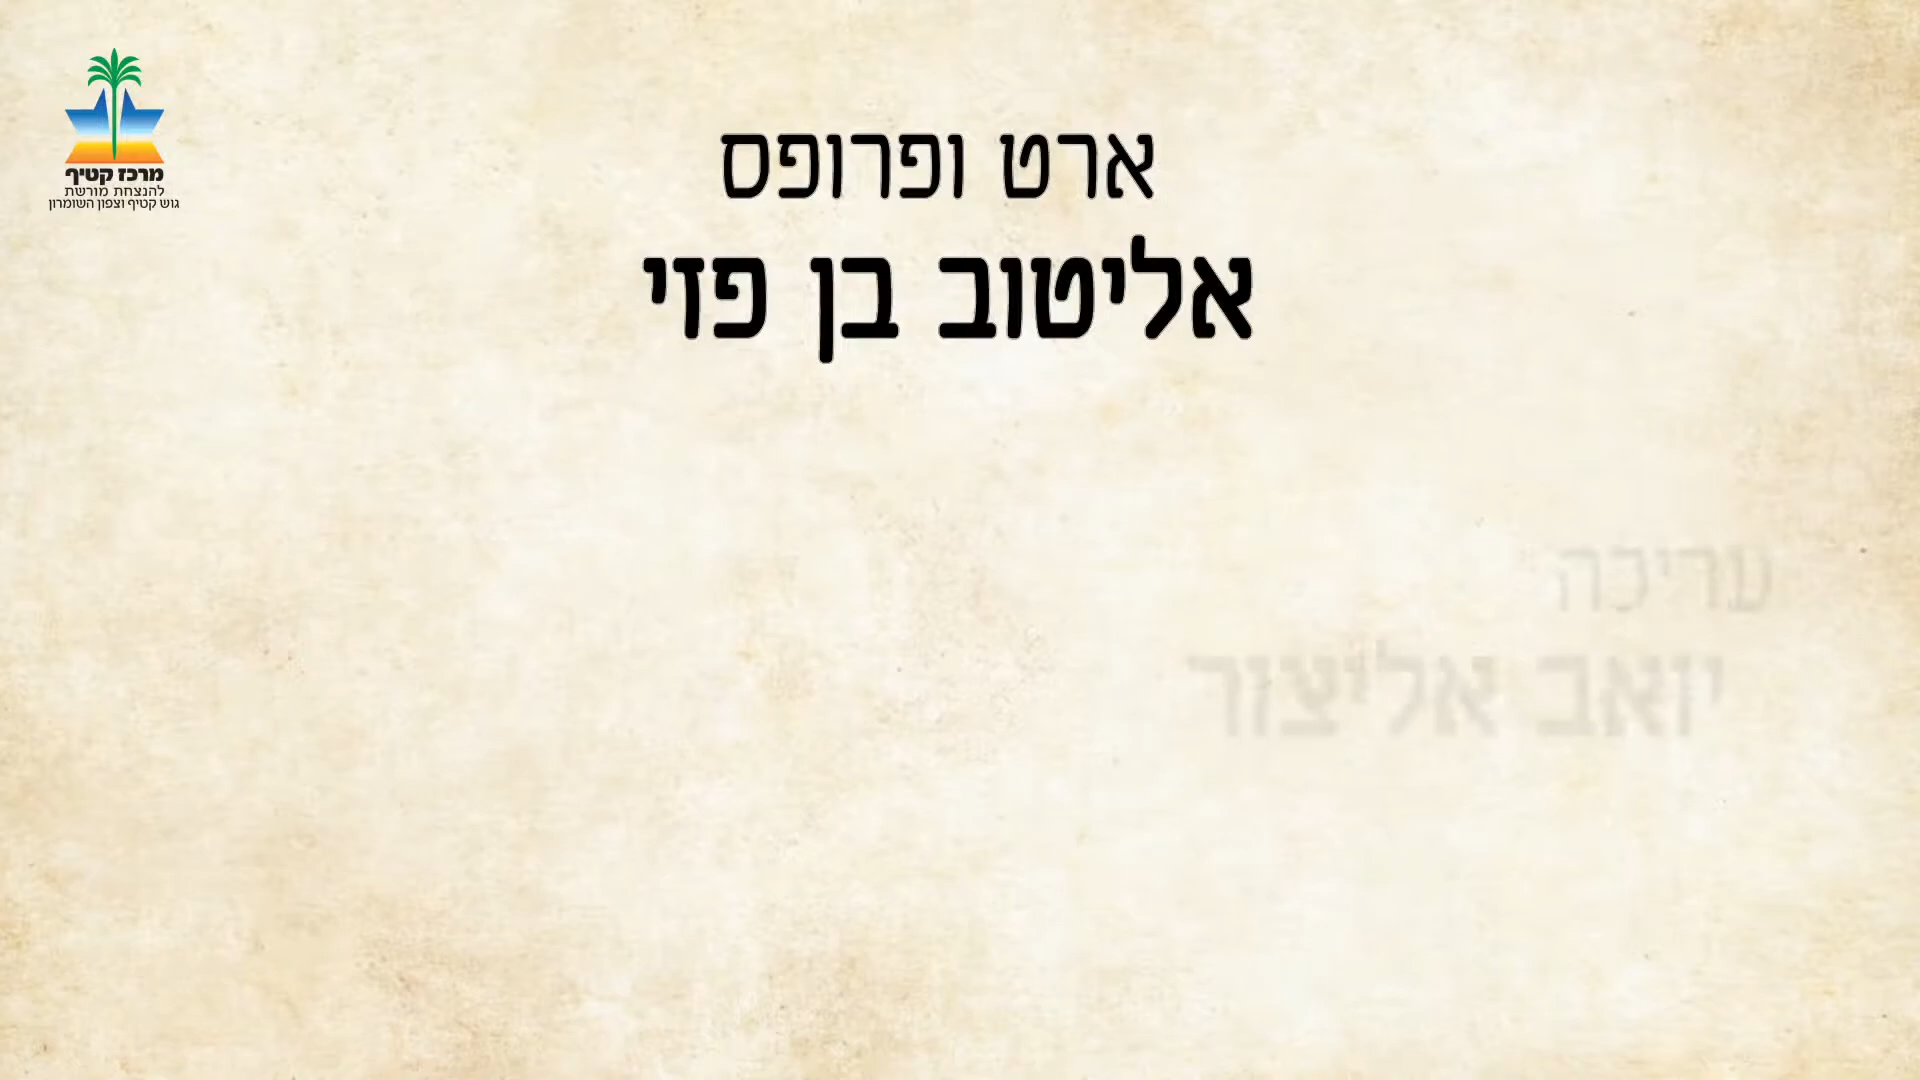 מרכז קטיף
להנצחת מורשת
גוש קטיף וצפון השומרון
ארט ופרופס
אליטוב בן פזי
עריכה
יואב אליצור